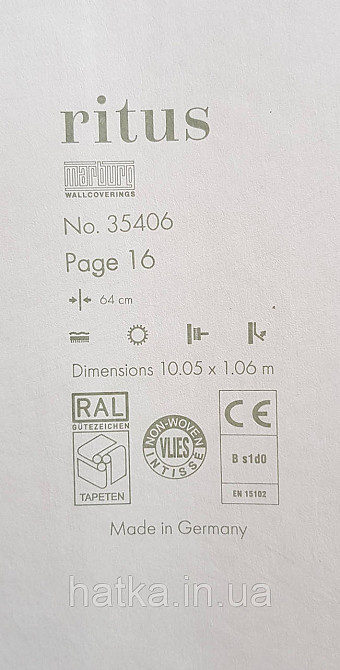 ritus
marburg
WALLCOVERINGS
No. 35406
Page 16
64 cm
Dimensions 10.05 x 1.06 m
RAL
GÜTEZEICHEN
TAPETEN
NON-WOVEN
VLIES
INTISSÉ
CE
B s1d0
EN 15102
Made in Germany
hatka.in.ua